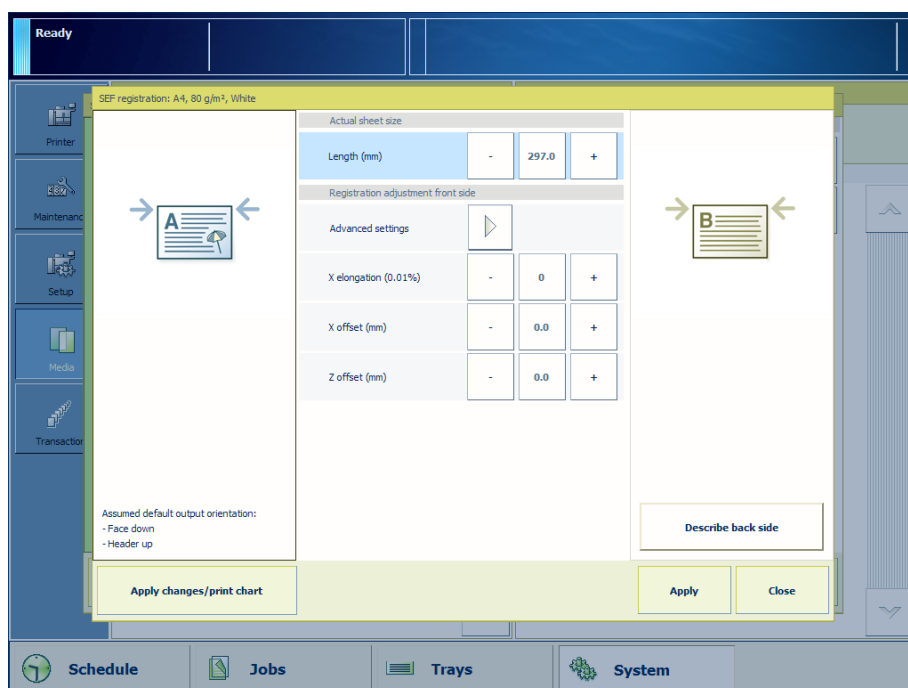 Ready
SEF registration: A4, 80 g/m², White
Printer
Maintenanc
Setup
Media
Transaction
A
Assumed default output orientation:
- Face down
- Header up
Actual sheet size
Length (mm) - 297.0 +
Registration adjustment front side
Advanced settings
X elongation (0.01%) - 0 +
X offset (mm) - 0.0 +
Z offset (mm) - 0.0 +
B
Describe back side
Apply changes/print chart
Apply
Close
Schedule
Jobs
Trays
System